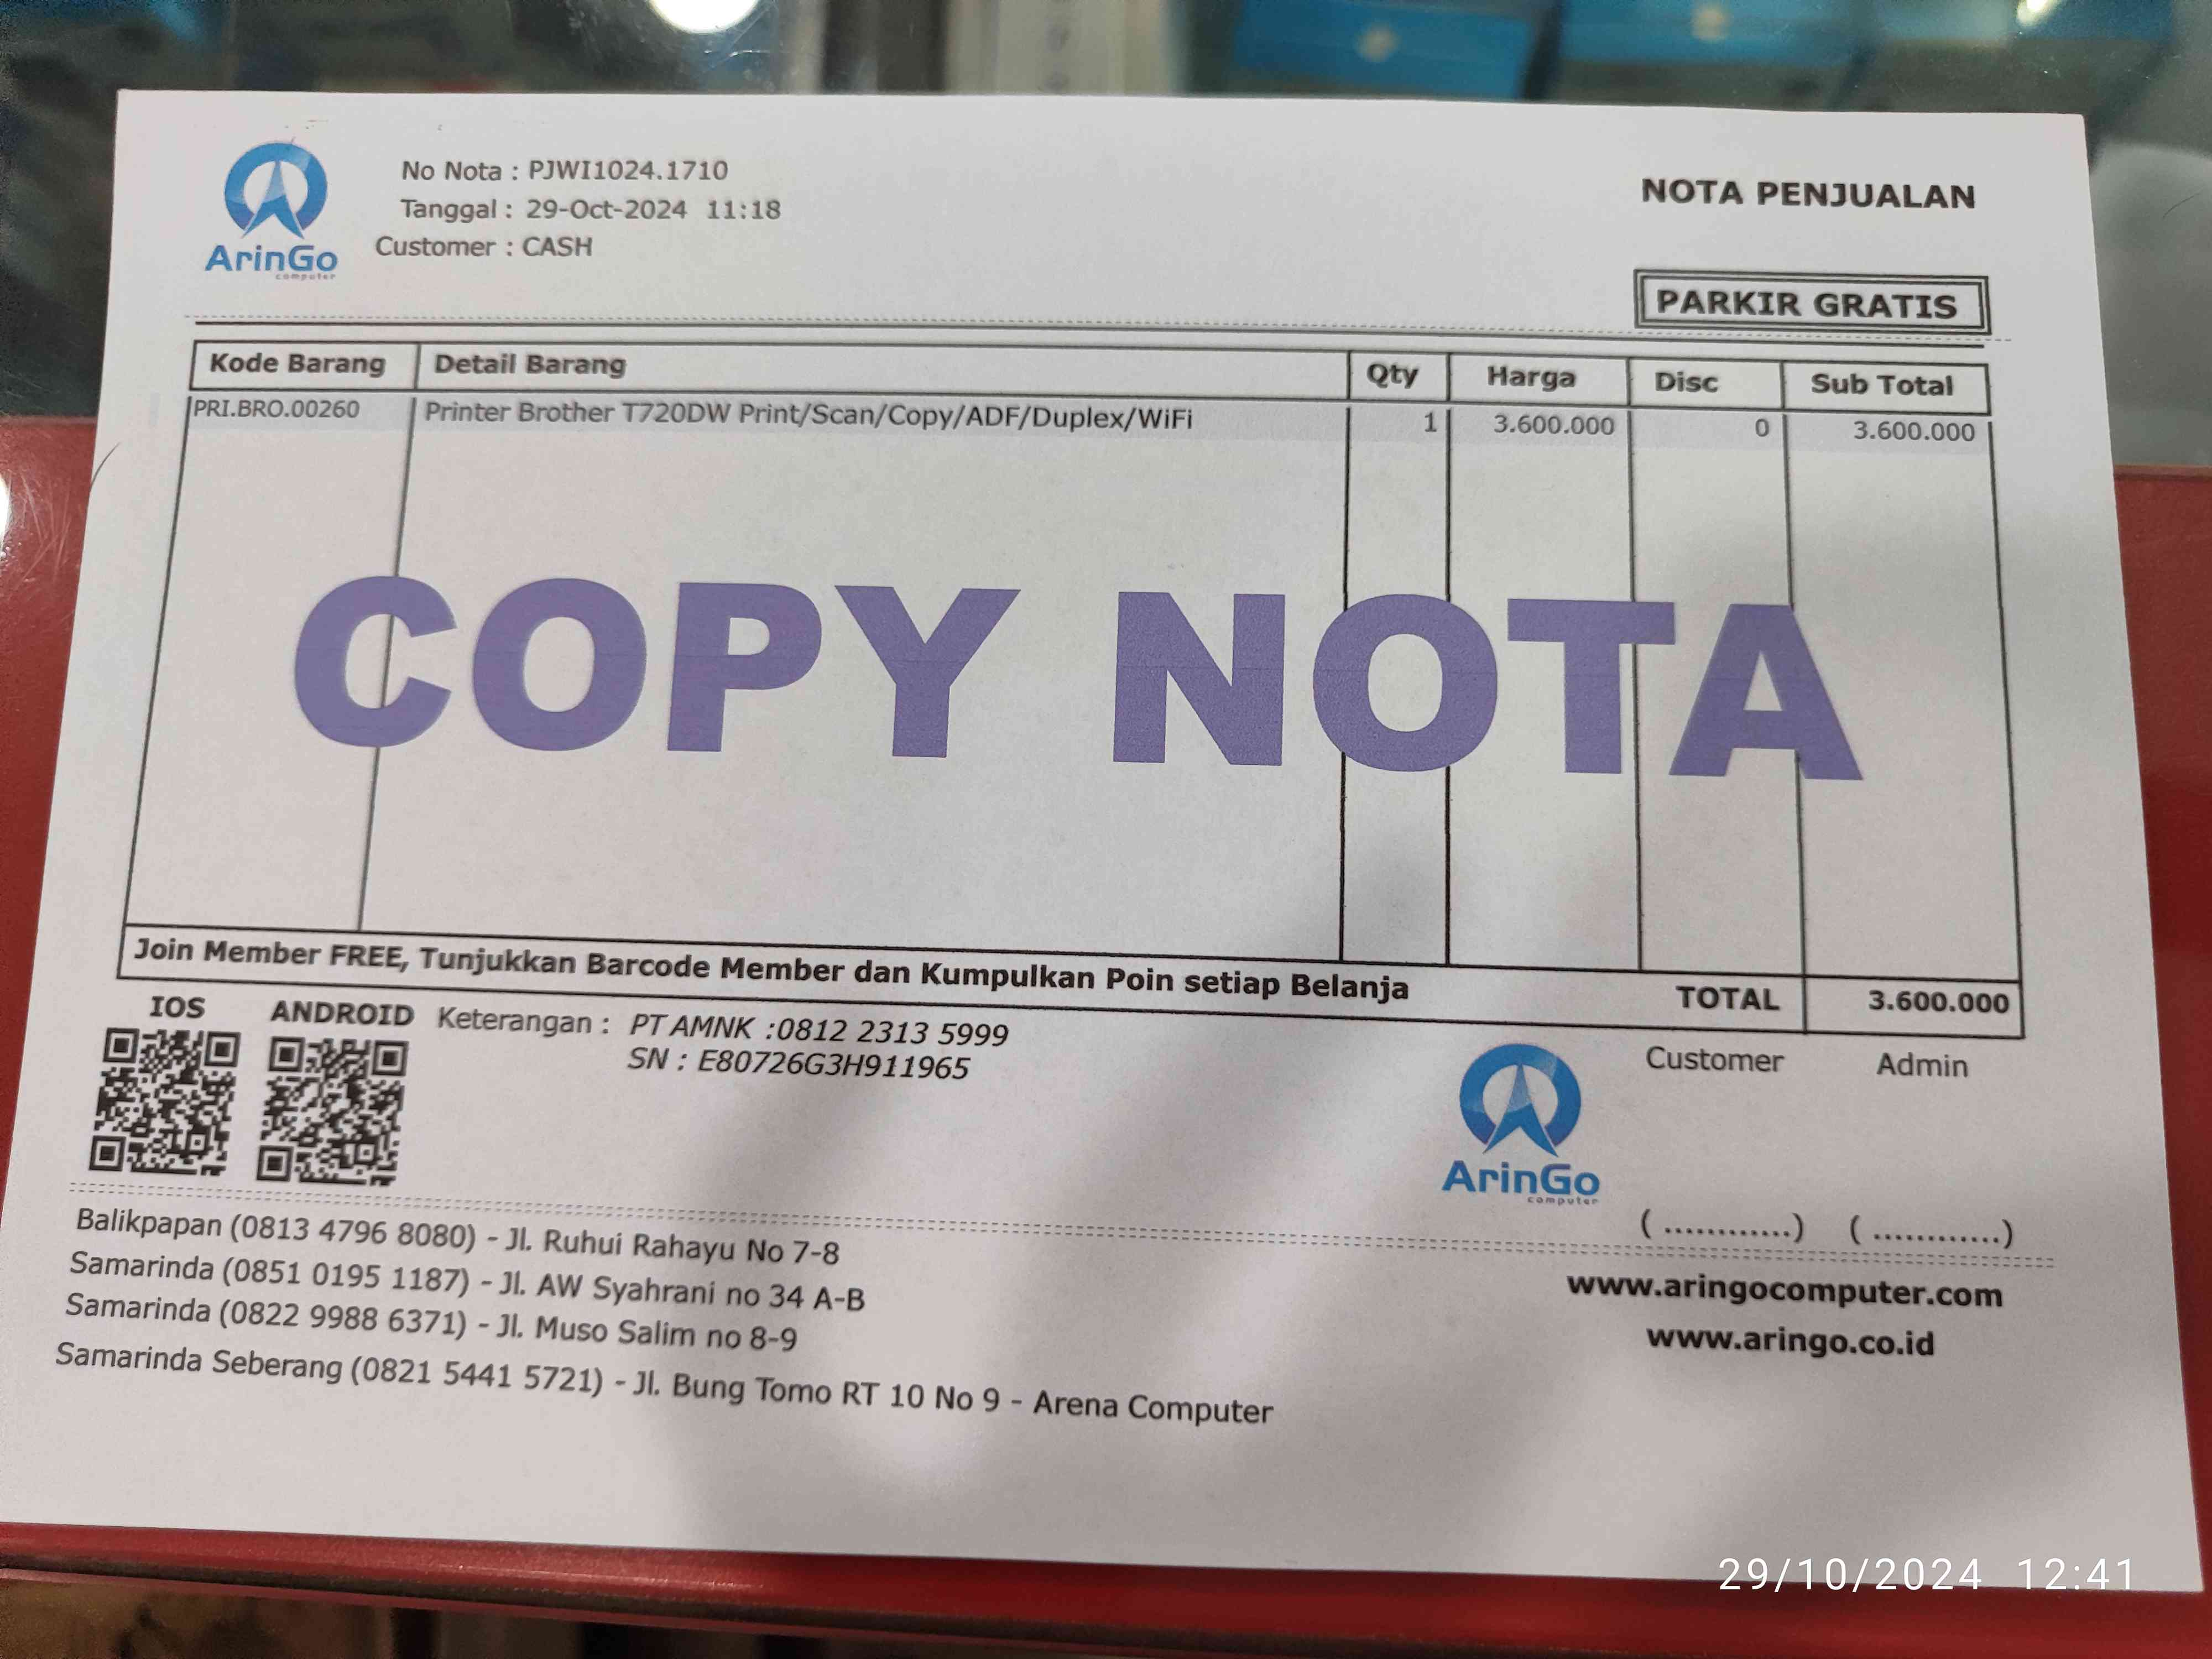 ArinGo
computer
No Nota : PJWI1024.1710
Tanggal : 29-Oct-2024 11:18
Customer : CASH
NOTA PENJUALAN
PARKIR GRATIS
Kode Barang Detail Barang Qty Harga Disc Sub Total
PRI.BRO.00260 Printer Brother T720DW Print/Scan/Copy/ADF/Duplex/WiFi 1 3.600.000 0 3.600.000
COPY NOTA
Join Member FREE, Tunjukkan Barcode Member dan Kumpulkan Poin setiap Belanja
TOTAL 3.600.000
IOS ANDROID
Keterangan : PT AMNK :0812 2313 5999
SN : E80726G3H911965
ArinGo
computer
Customer Admin
( ............) ( ............)
Balikpapan (0813 4796 8080) - Jl. Ruhui Rahayu No 7-8
Samarinda (0851 0195 1187) - Jl. AW Syahrani no 34 A-B
Samarinda (0822 9988 6371) - Jl. Muso Salim no 8-9
Samarinda Seberang (0821 5441 5721) - Jl. Bung Tomo RT 10 No 9 - Arena Computer
www.aringocomputer.com
www.aringo.co.id
29/10/2024 12:41